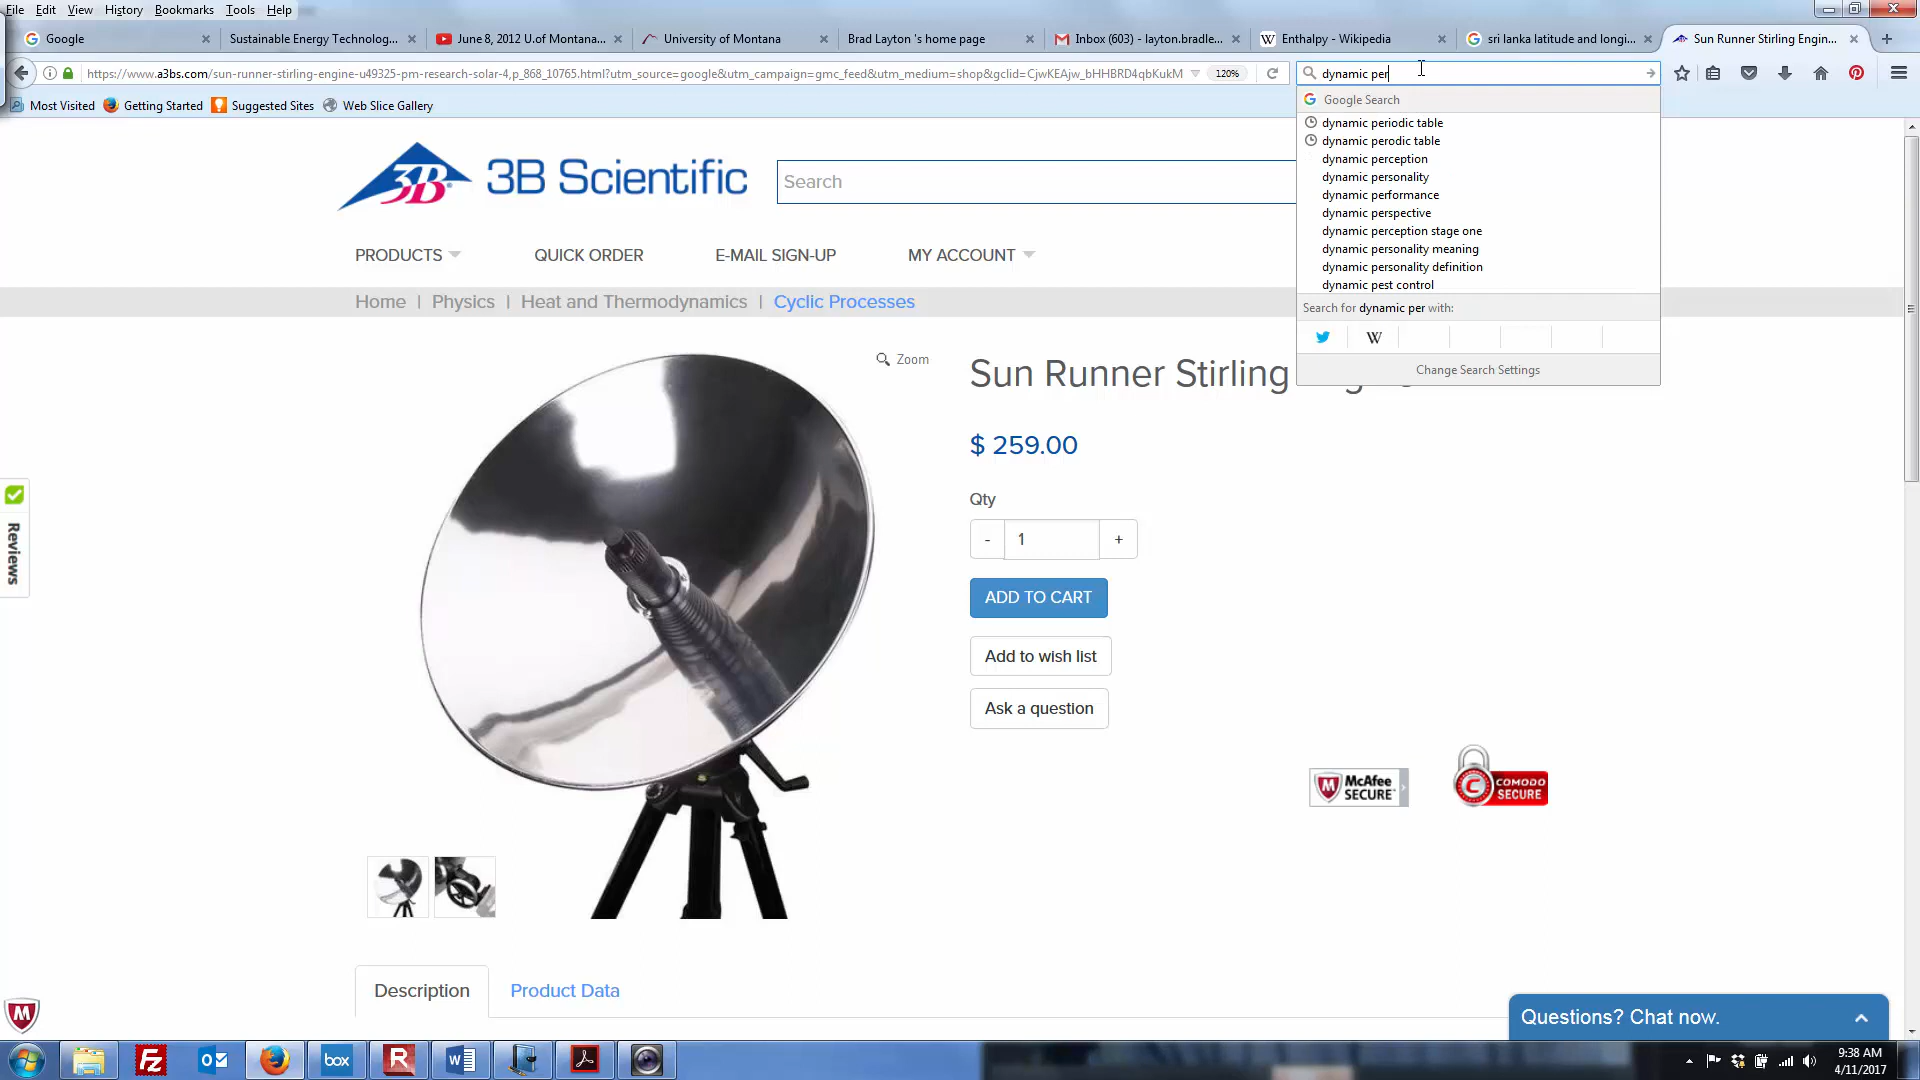 File Edit View History Bookmarks Tools Help
Google
Sustainable Energy Technolog...
June 8, 2012 U.of Montana...
University of Montana
Brad Layton 's home page
Inbox (603) - layton.bradle...
Enthalpy - Wikipedia
sri lanka latitude and longi...
Sun Runner Stirling Engin...
https://www.a3bs.com/sun-runner-stirling-engine-u49325-pm-research-solar-4,p_868_10765.html?utm_source=google&utm_campaign=gmc_feed&utm_medium=shop&gclid=CjwKEAjw_bHHBRD4qbKukM
120%
dynamic per
Most Visited Getting Started Suggested Sites Web Slice Gallery
Google Search
dynamic periodic table
dynamic perodic table
dynamic perception
dynamic personality
dynamic performance
dynamic perspective
dynamic perception stage one
dynamic personality meaning
dynamic personality definition
dynamic pest control
Search for dynamic per with:
W
Change Search Settings
3B 3B Scientific
Search
PRODUCTS QUICK ORDER E-MAIL SIGN-UP MY ACCOUNT
Home | Physics | Heat and Thermodynamics | Cyclic Processes
Zoom
Sun Runner Stirling
$ 259.00
Qty
- 1 +
ADD TO CART
Add to wish list
Ask a question
Reviews
McAfee SECURE
COMODO SECURE
Description Product Data
Questions? Chat now.
box
9:38 AM
4/11/2017